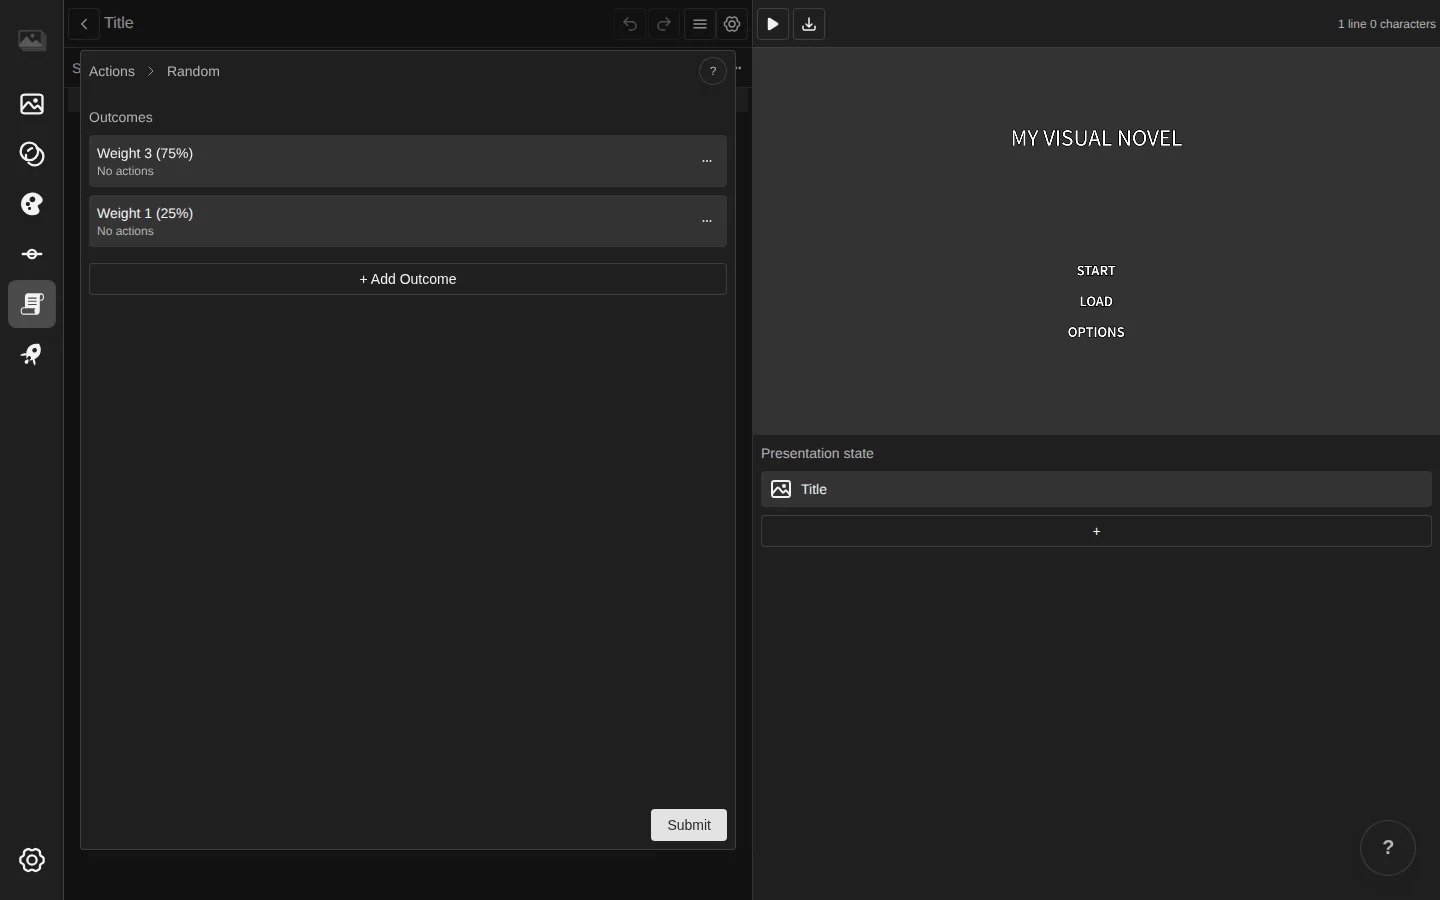 Title
1 line 0 characters
S
Actions > Random
?
Outcomes
Weight 3 (75%)
No actions
...
Weight 1 (25%)
No actions
...
+ Add Outcome
Submit
MY VISUAL NOVEL
START
LOAD
OPTIONS
Presentation state
Title
+
?